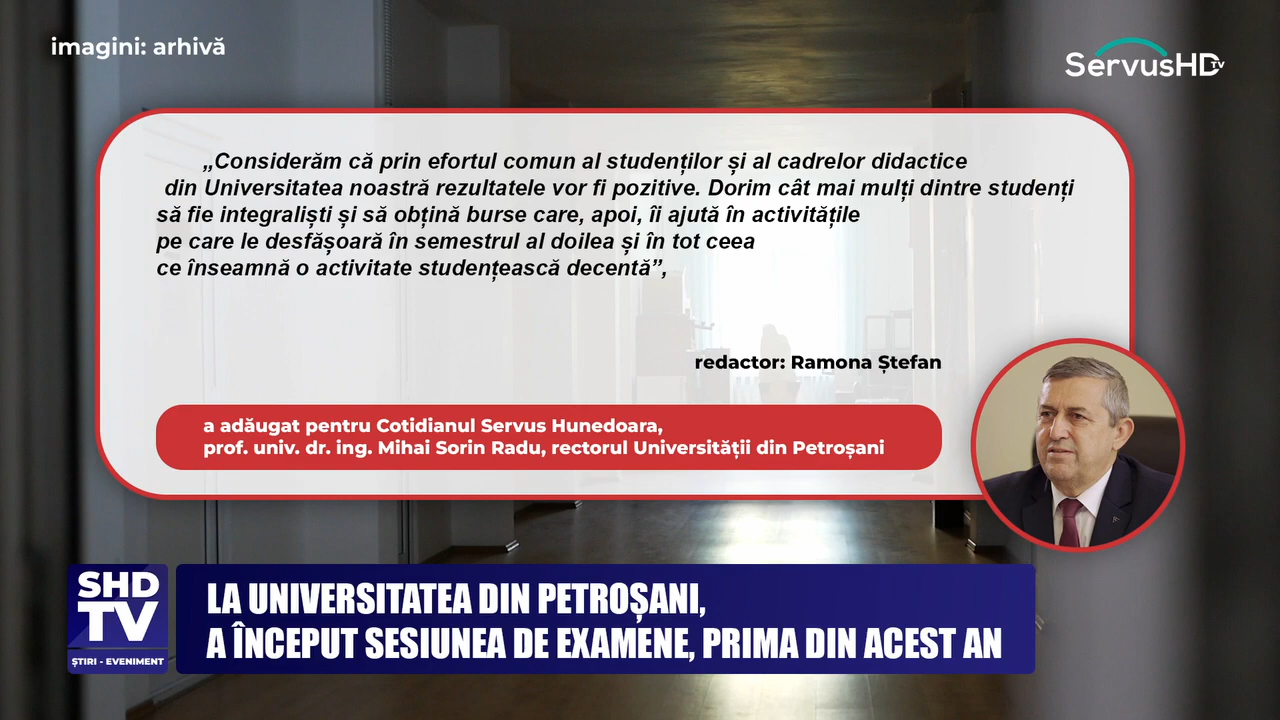 imagini: arhivă
ServusHD TV
„Considerăm că prin efortul comun al studenților și al cadrelor didactice
din Universitatea noastră rezultatele vor fi pozitive. Dorim cât mai mulți dintre studenți
să fie integraliști și să obțină burse care, apoi, îi ajută în activitățile
pe care le desfășoară în semestrul al doilea și în tot ceea
ce înseamnă o activitate studențească decentă”,
redactor: Ramona Ștefan
a adăugat pentru Cotidianul Servus Hunedoara,
prof. univ. dr. ing. Mihai Sorin Radu, rectorul Universității din Petroșani
SHD
TV
ȘTIRI - EVENIMENT
LA UNIVERSITATEA DIN PETROȘANI,
A ÎNCEPUT SESIUNEA DE EXAMENE, PRIMA DIN ACEST AN